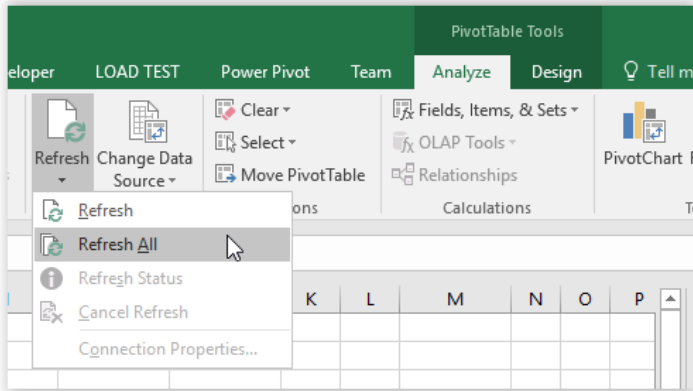 PivotTable Tools
eloper LOAD TEST Power Pivot Team Analyze Design Tell m
Refresh
Change Data
Source
Clear
Select
Move PivotTable
ons
Fields, Items, & Sets
OLAP Tools
Relationships
Calculations
PivotChart
Refresh
Refresh All
Refresh Status
Cancel Refresh
Connection Properties...
K L M N O P